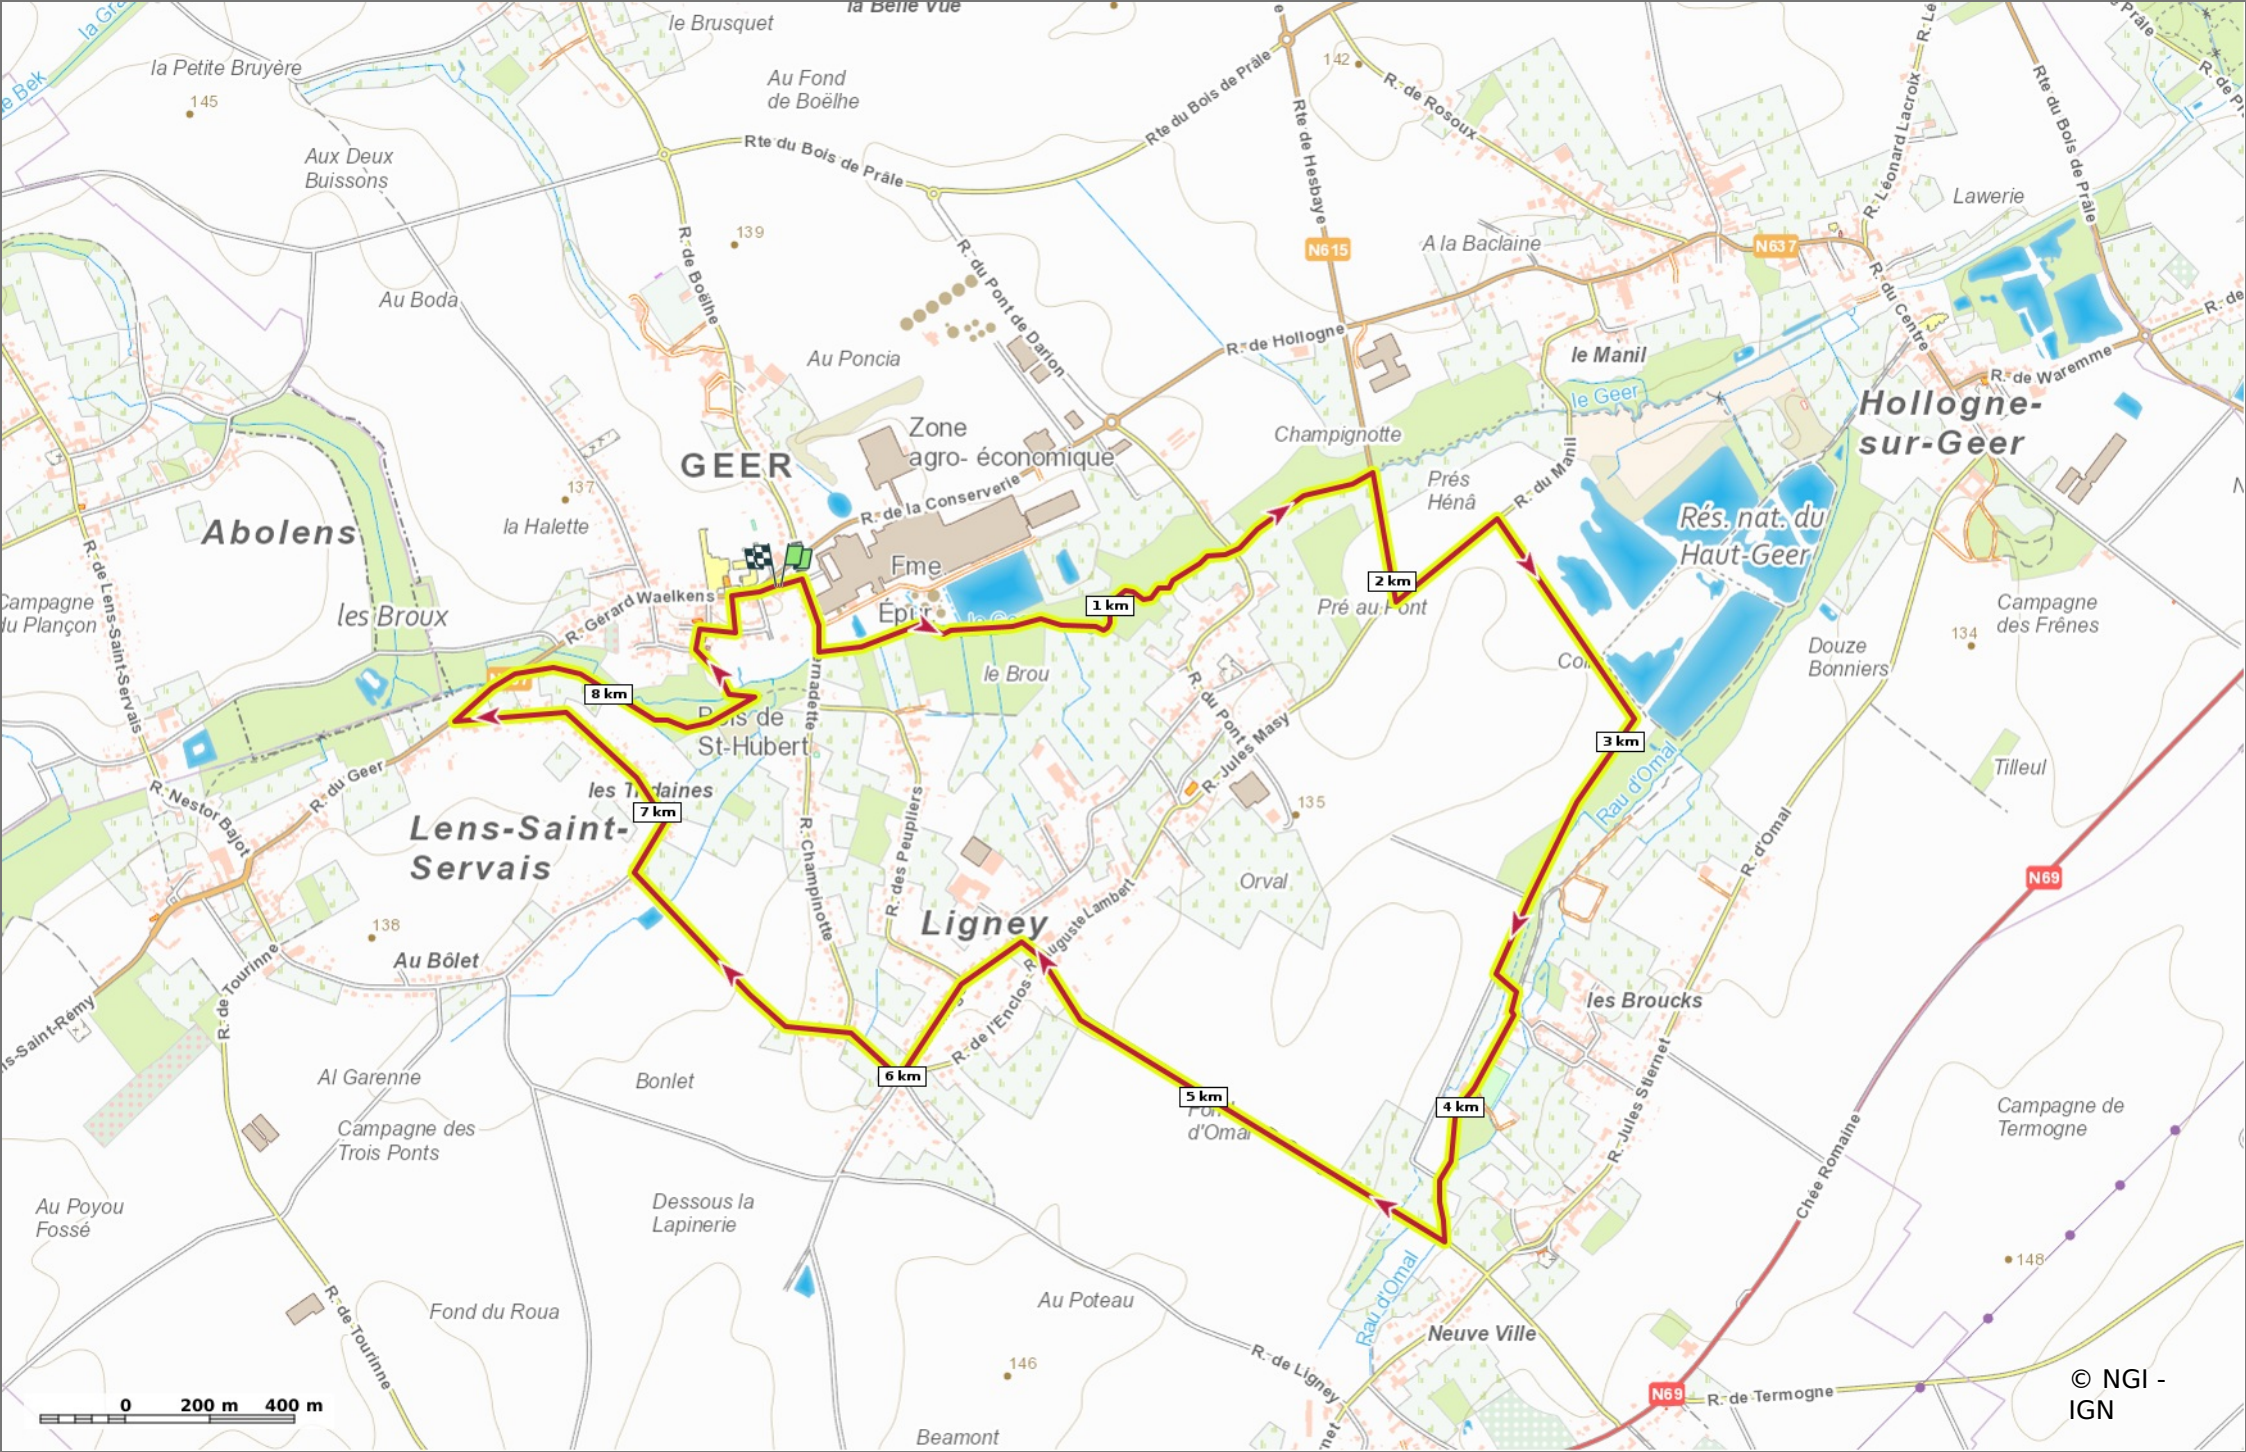 la Belle Vue
le Brusquet
la Petite Bruyère
145
Au Fond
de Boëlhe
142
R. de Rosoux
Rte du Bois de Prâle
Rte du Bois de Prâle
Rte de Hesbaye
Rte du Bois de Prâle
R. Léonard Lacroix
Aux Deux
Buissons
139
R. de Boëlhe
R. du Pont de Darion
N615
A la Baclaine
N637
Lawerie
Au Boda
Au Poncia
R. de Hollogne
le Manil
R. du Centre
R. de Waremme
le Geer
Hollogne-
sur-Geer
Champignotte
Zone
agro- économique
GEER
137
la Halette
R. de la Conserverie
Prés
Hénâ
R. du Manil
Rés. nat. du
Haut-Geer
Abolens
R. de Lens-Saint-Servais
Campagne
du Plançon
les Broux
R. Gérard Waelkens
Fme.
Épur.
1 km
2 km
Pré au Pont
Campagne
des Frênes
134
Douze
Bonniers
le Brou
8 km
Bois de
St-Hubert
R. du Pont
R. Jules Masy
3 km
Rau d'Omal
Tilleul
R. Nestor Bajot
R. du Geer
7 km
135
R. d'Omal
N69
Lens-Saint-
Servais
R. Champinotte
R. des Peupliers
Orval
Ligney
R. Auguste Lambert
138
Au Bôlet
R. de Tourinne
les Broucks
R. de l'Enclos
Al Garenne
Bonlet
6 km
5 km
d'Omal
4 km
R. Jules Stiernet
Campagne de
Termogne
Campagne des
Trois Ponts
Chée Romaine
Au Poyou
Fossé
Dessous la
Lapinerie
148
Rau d'Omal
Fond du Roua
Au Poteau
Neuve Ville
R. de Tourinne
146
R. de Ligney
N69
R. de Termogne
Beamont
0 200 m 400 m
© NGI -
IGN